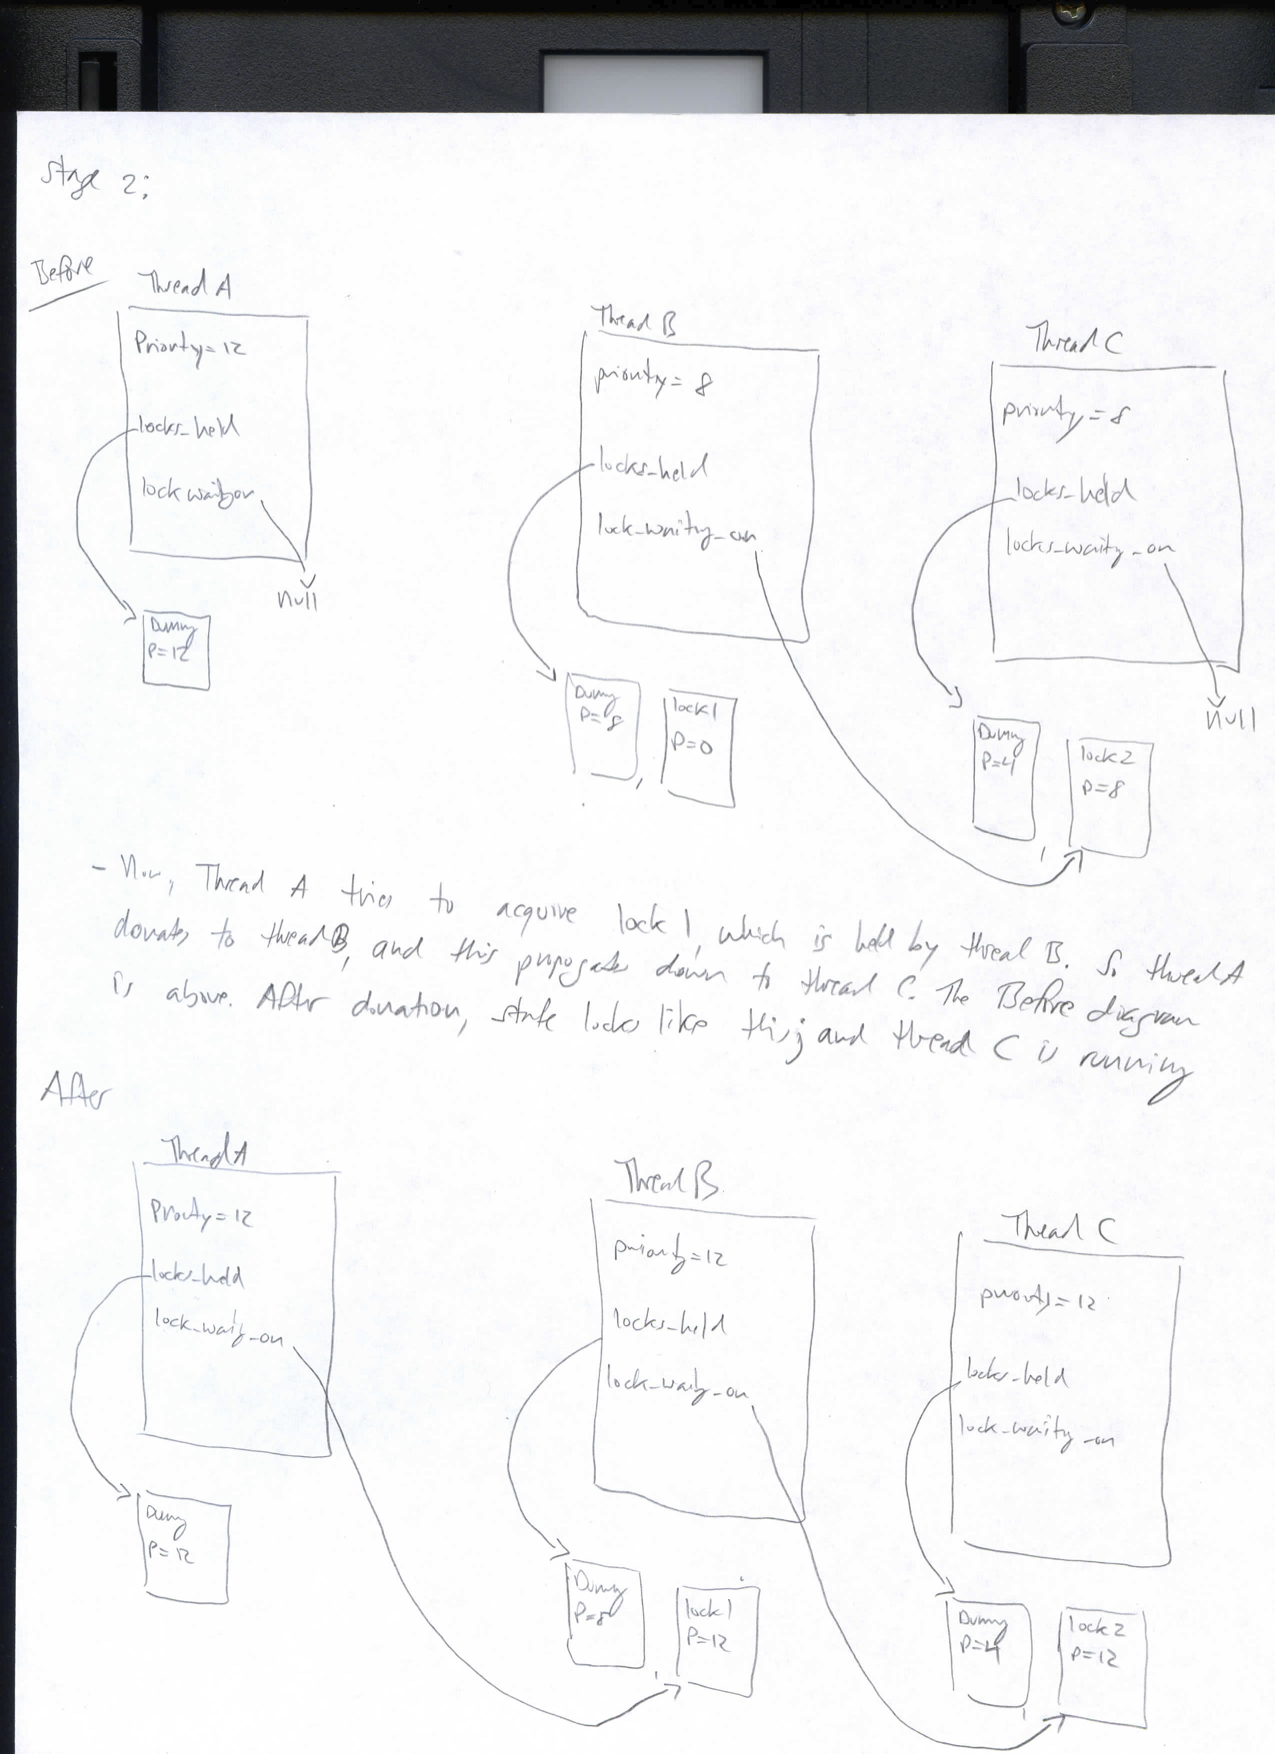 Stage 2:
Before
Thread A
Priority=12
locks_held
lock waiting on
null
Dummy
P=12
Thread B
priority= 8
locks_held
lock_waiting_on
Dummy
P=8
lock1
P=0
Thread C
priority=8
locks_held
locks_waiting_on
null
Dummy
P=4
lock2
P=8
- Now, Thread A tries to acquire lock 1, which is held by thread B. So thread A
donates to thread B, and this propogates down to thread C. The Before diagram
is above. After donation, state looks like this; and thread C is running
After
Thread A
Priority=12
locks_held
lock_waiting_on
Dummy
P=12
Thread B
priority=12
locks_held
lock_waiting_on
Dummy
P=8
lock1
P=12
Thread C
priority=12
locks_held
lock_waiting_on
Dummy
P=4
lock2
P=12